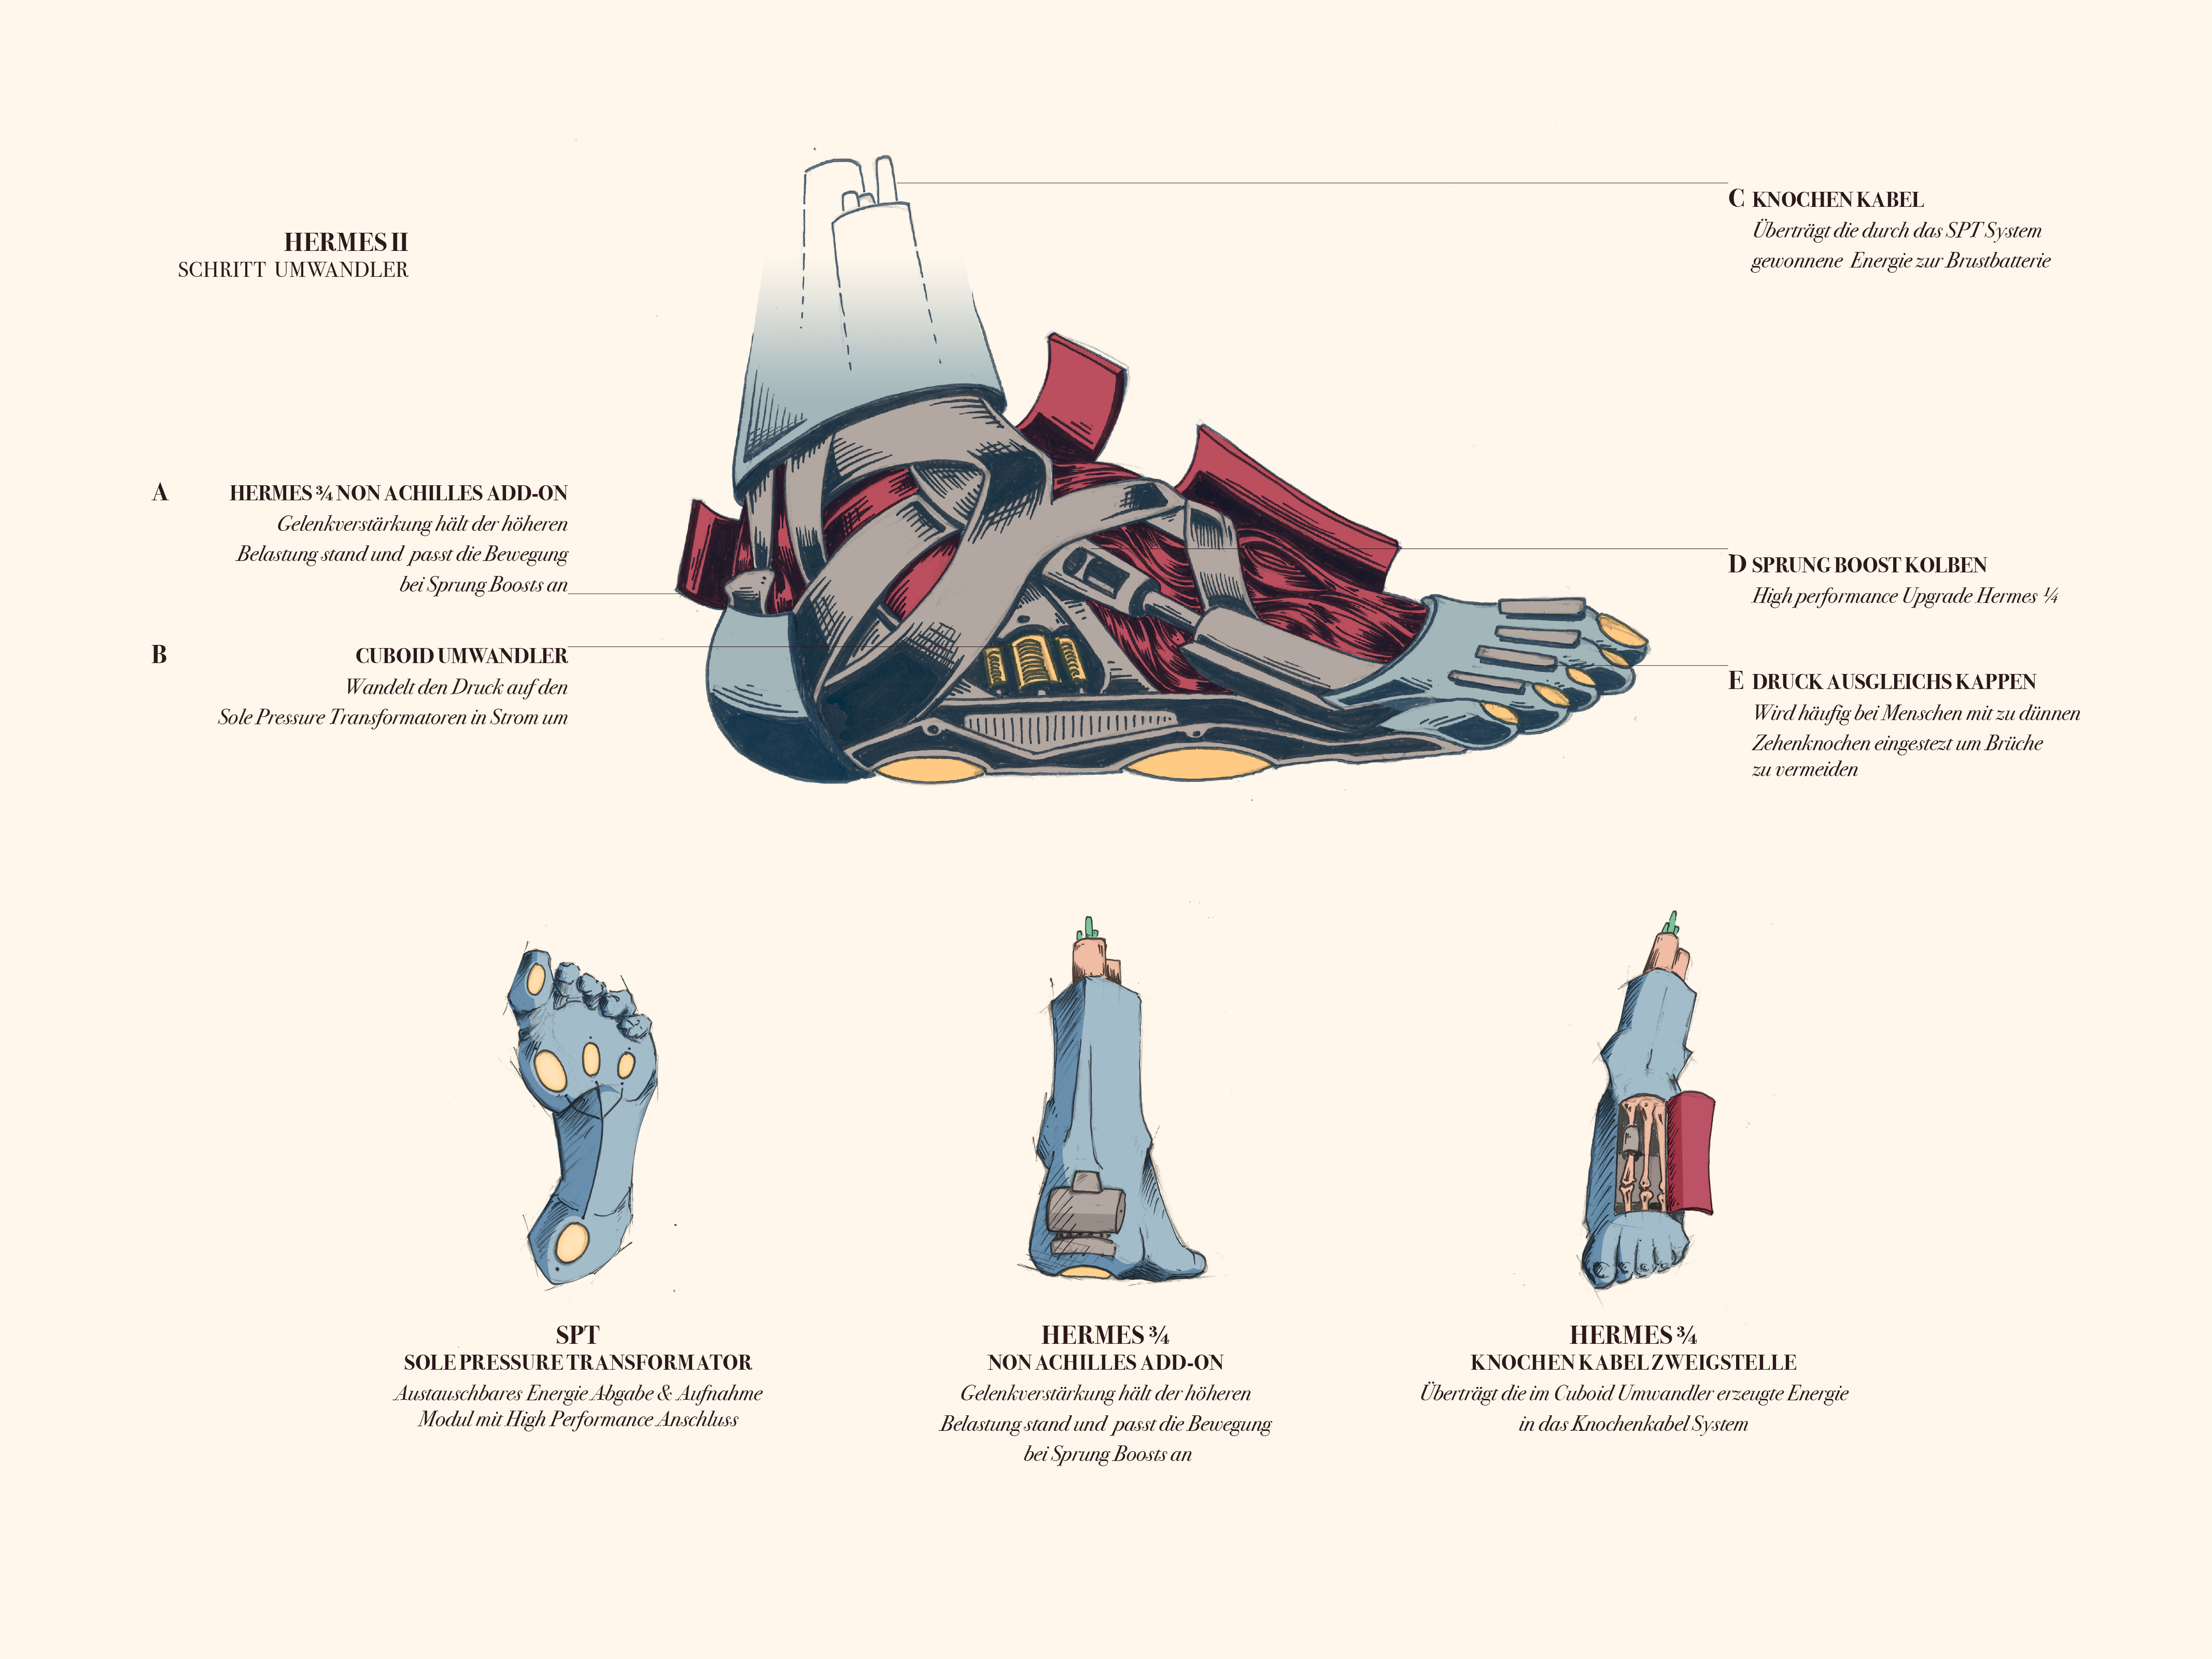 HERMES II
SCHRITT UMWANDLER
A
HERMES ¾ NON ACHILLES ADD-ON
Gelenkverstärkung hält der höheren
Belastung stand und passt die Bewegung
bei Sprung Boosts an
B
CUBOID UMWANDLER
Wandelt den Druck auf den
Sole Pressure Transformatoren in Strom um
C KNOCHEN KABEL
Überträgt die durch das SPT System
gewonnene Energie zur Brustbatterie
D SPRUNG BOOST KOLBEN
High performance Upgrade Hermes ¼
E DRUCK AUSGLEICHS KAPPEN
Wird häufig bei Menschen mit zu dünnen
Zehenknochen eingestezt um Brüche
zu vermeiden
SPT
SOLE PRESSURE TRANSFORMATOR
Austauschbares Energie Abgabe & Aufnahme
Modul mit High Performance Anschluss
HERMES ¾
NON ACHILLES ADD-ON
Gelenkverstärkung hält der höheren
Belastung stand und passt die Bewegung
bei Sprung Boosts an
HERMES ¾
KNOCHEN KABEL ZWEIGSTELLE
Überträgt die im Cuboid Umwandler erzeugte Energie
in das Knochenkabel System